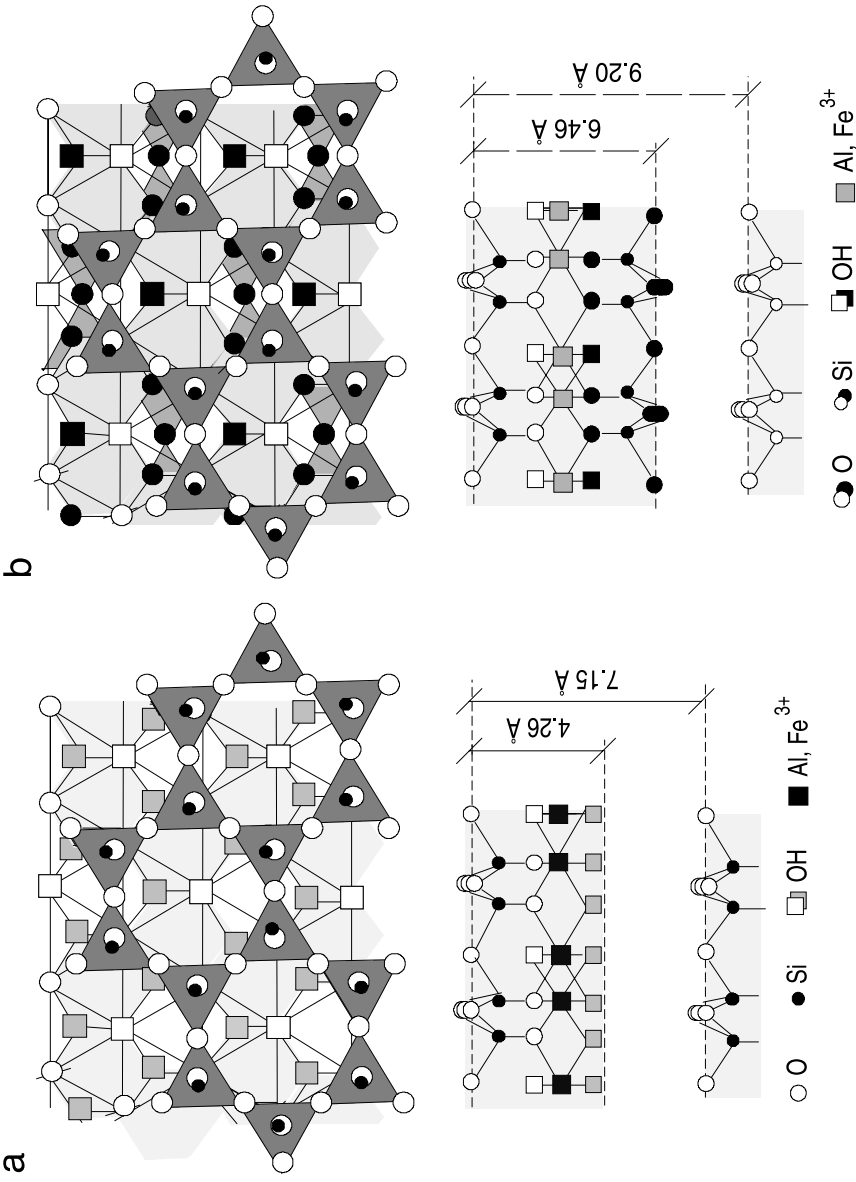 a
4.26 Å
7.15 Å
O Si OH Al, Fe3+
b
6.46 Å
9.20 Å
O Si OH Al, Fe3+